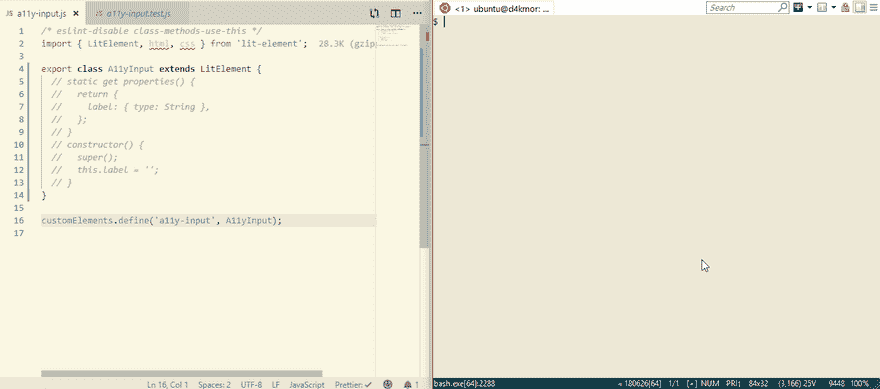 a11y-input.js
a11y-input.test.js
1 /* eslint-disable class-methods-use-this */
2 import { LitElement, html, css } from 'lit-element'; 28.3K (gzip
3
4 export class A11yInput extends LitElement {
5 // static get properties() {
6 // return {
7 // label: { type: String },
8 // };
9 // }
10 // constructor() {
11 // super();
12 // this.label = '';
13 // }
14 }
15
16 customElements.define('a11y-input', A11yInput);
17
Ln 16, Col 1 Spaces: 2 UTF-8 LF JavaScript Prettier: ✓ 1
<1> ubuntu@d4kmor: ...
Search
$
bash.exe[64]:2288
180626[64] 1/1 [+] NUM PRI↕ 84x32 (3,166) 25V 9448 100%